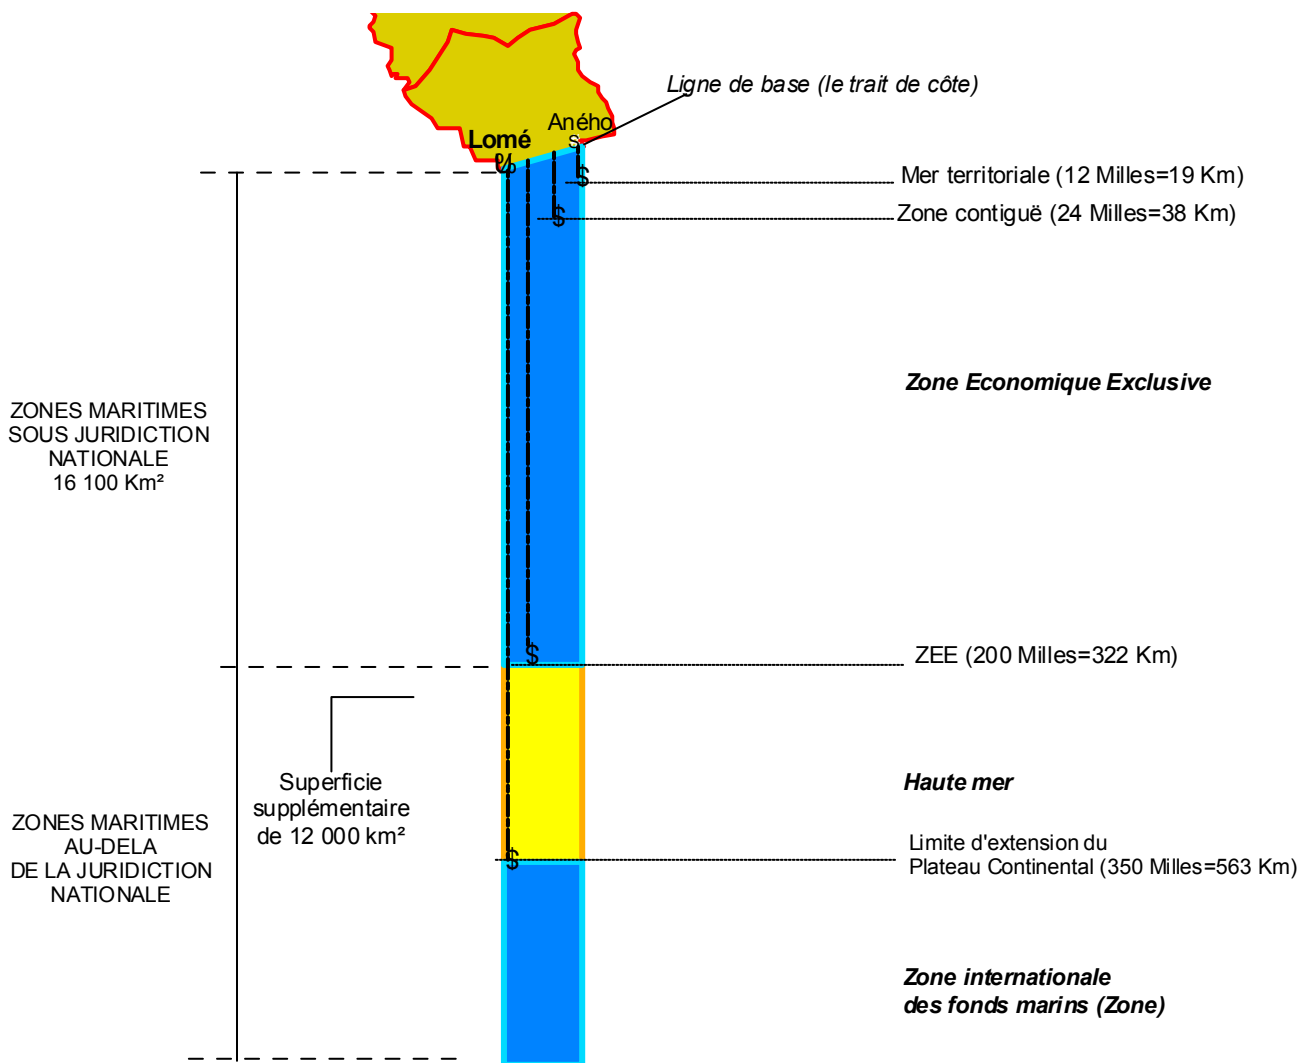 Ligne de base (le trait de côte)
Aného
Lomé
Mer territoriale (12 Milles=19 Km)
Zone contiguë (24 Milles=38 Km)
Zone Economique Exclusive
ZONES MARITIMES
SOUS JURIDICTION
NATIONALE
16 100 Km²
ZEE (200 Milles=322 Km)
Superficie
supplémentaire
de 12 000 km²
Haute mer
ZONES MARITIMES
AU-DELA
DE LA JURIDICTION
NATIONALE
Limite d'extension du
Plateau Continental (350 Milles=563 Km)
Zone internationale
des fonds marins (Zone)